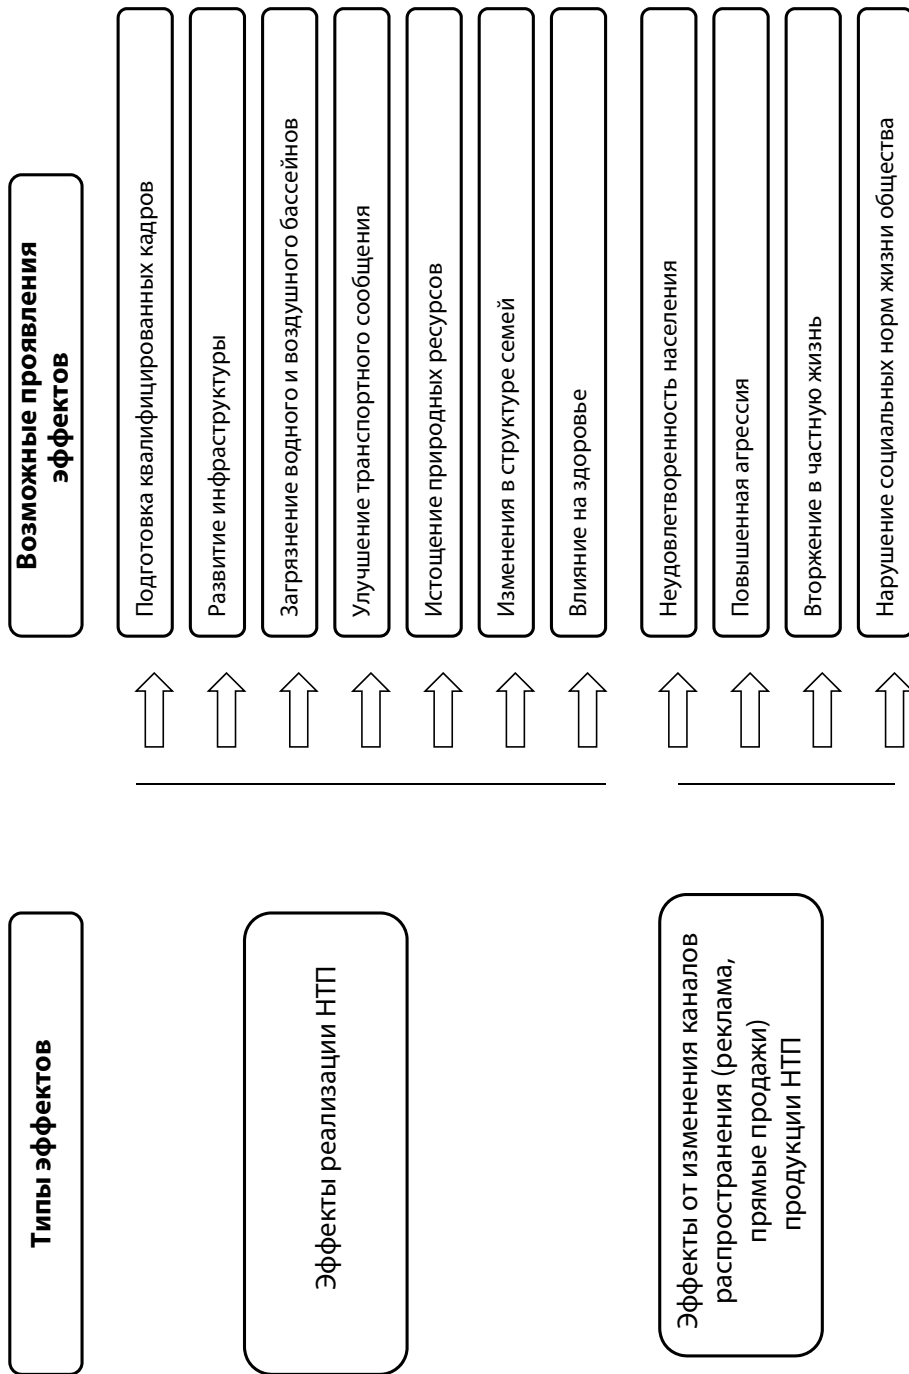 Типы эффектов
Возможные проявления
эффектов
Эффекты реализации НТП
Подготовка квалифицированных кадров
Развитие инфраструктуры
Загрязнение водного и воздушного бассейнов
Улучшение транспортного сообщения
Истощение природных ресурсов
Изменения в структуре семей
Влияние на здоровье
Эффекты от изменения каналов
распространения (реклама,
прямые продажи)
продукции НТП
Неудовлетворенность населения
Повышенная агрессия
Вторжение в частную жизнь
Нарушение социальных норм жизни общества